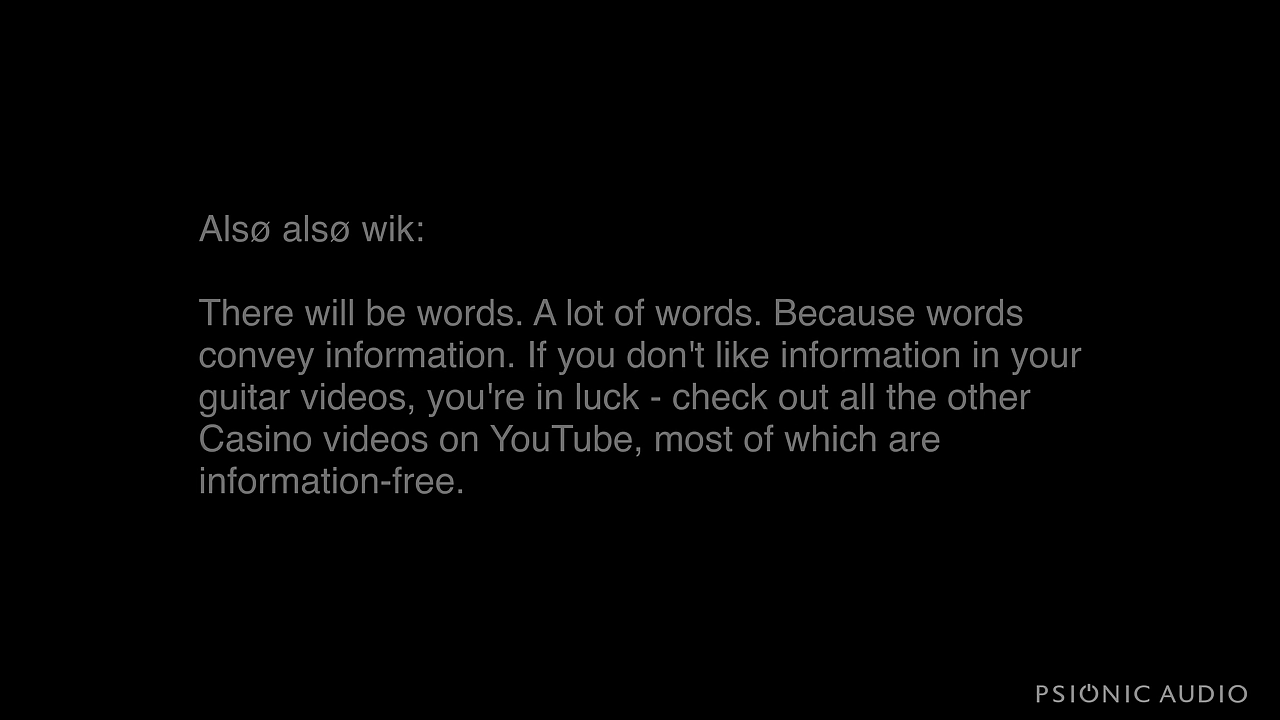 Alsø alsø wik:
There will be words. A lot of words. Because words
convey information. If you don't like information in your
guitar videos, you're in luck - check out all the other
Casino videos on YouTube, most of which are
information-free.
PSIONIC AUDIO